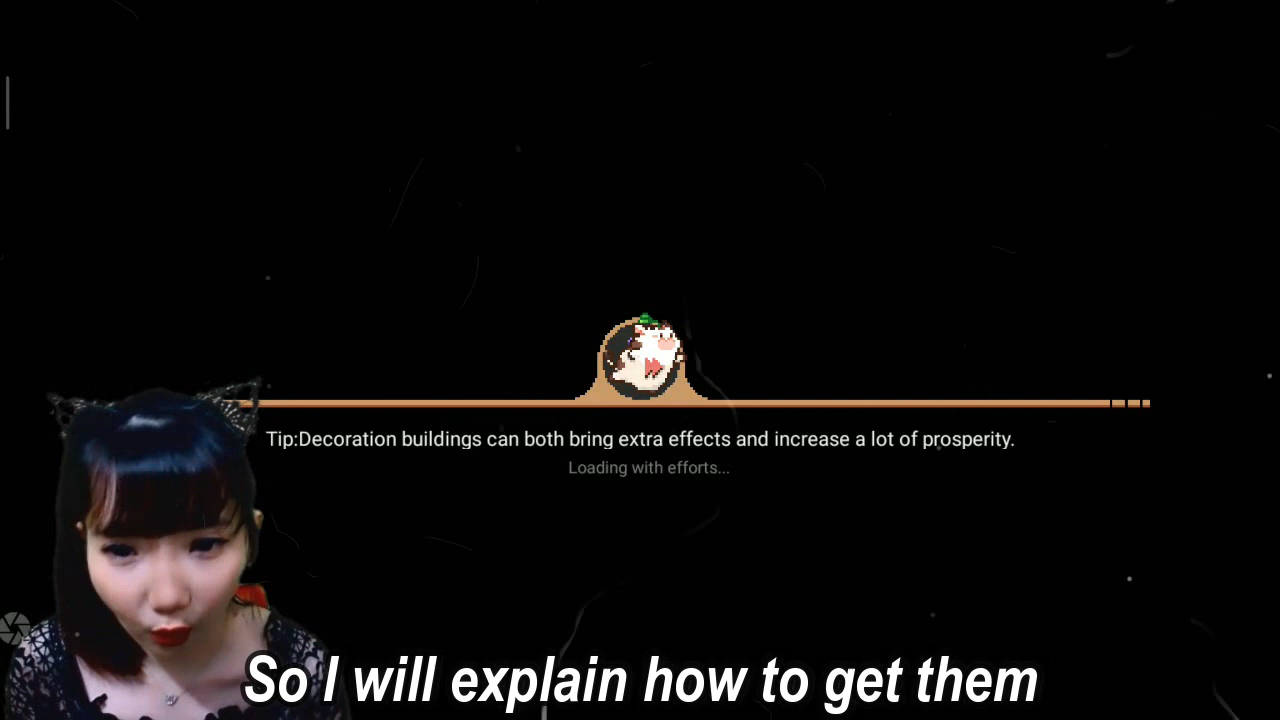 Tip:Decoration buildings can both bring extra effects and increase a lot of prosperity.
Loading with efforts...
So I will explain how to get them